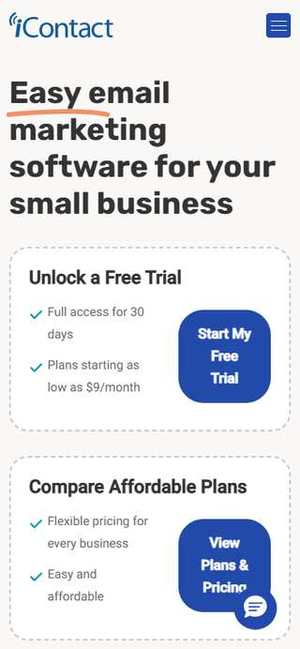 iContact
Easy email
marketing
software for your
small business
Unlock a Free Trial
Full access for 30
days
Plans starting as
low as $9/month
Start My
Free
Trial
Compare Affordable Plans
Flexible pricing for
every business
Easy and
affordable
View
Plans &
Pricing